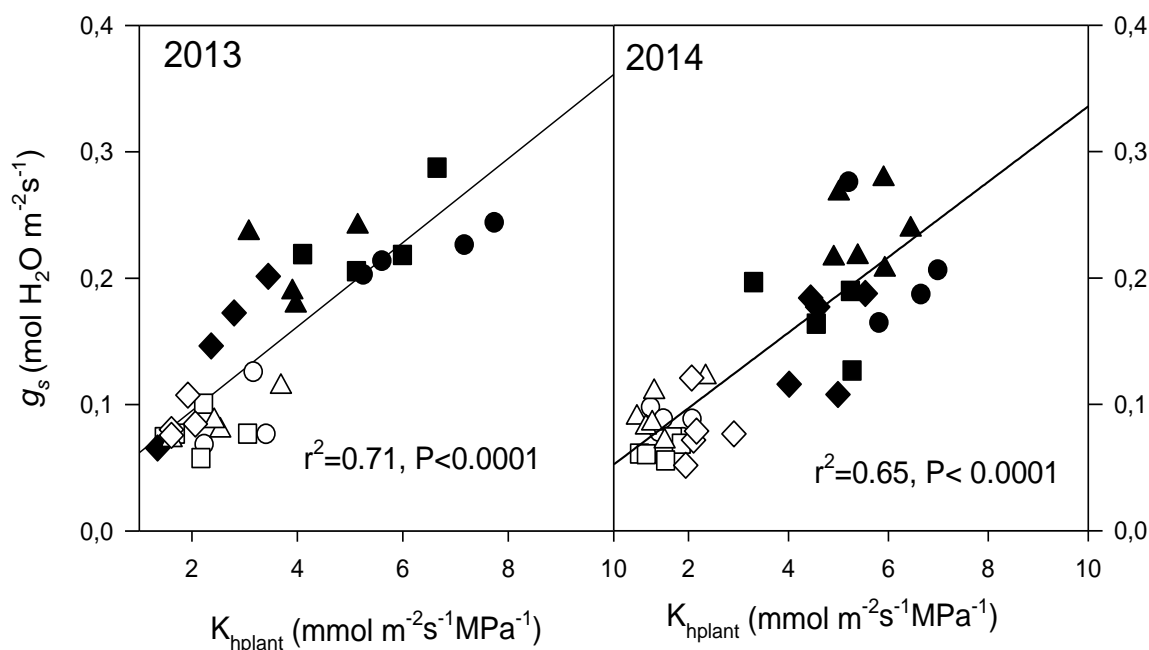 0,4
0,3
0,2
0,1
0,0
g_s (mol H₂O m⁻²s⁻¹)
2013
r²=0.71, P<0.0001
2 4 6 8 10
K_hplant (mmol m⁻²s⁻¹MPa⁻¹)
2014
r²=0.65, P< 0.0001
2 4 6 8 10
K_hplant (mmol m⁻²s⁻¹MPa⁻¹)
0,4
0,3
0,2
0,1
0,0